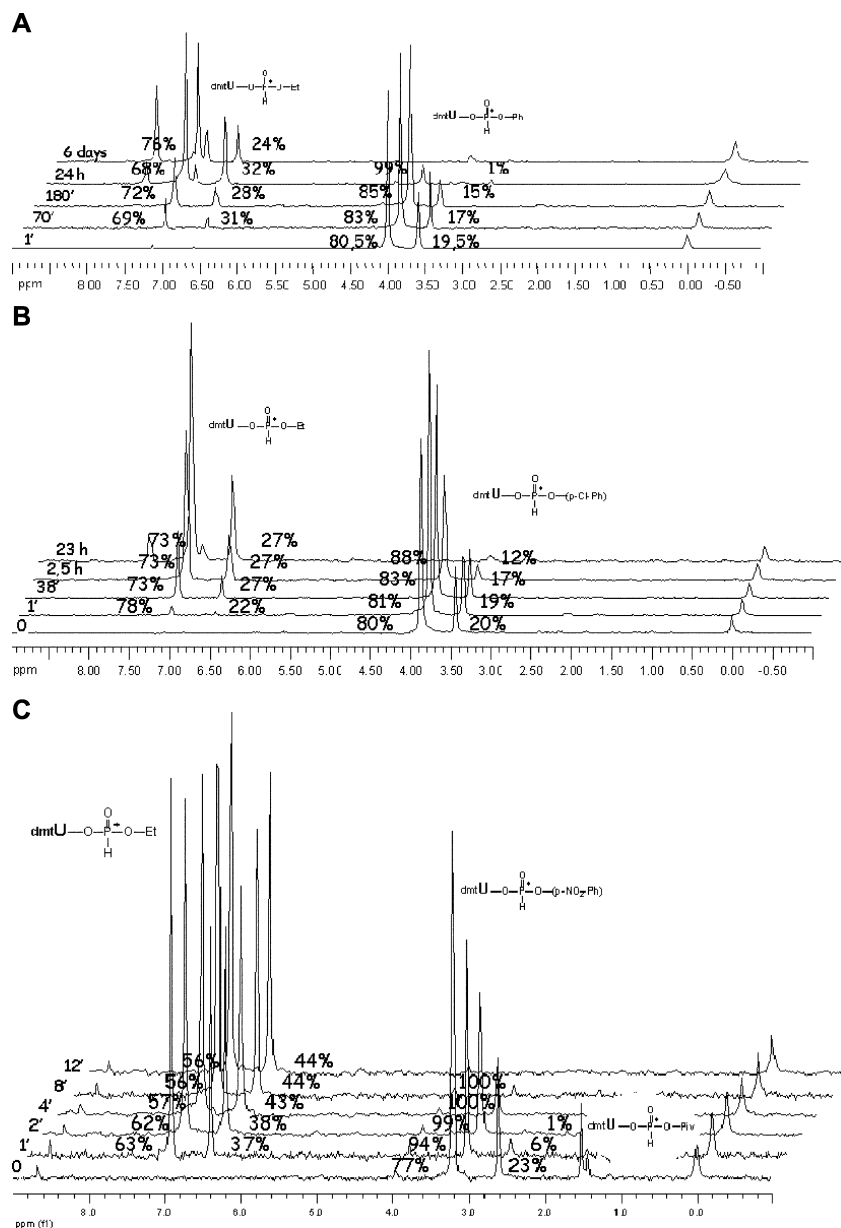 A
O
dmtU—O—P—O—Et
H
O
dmtU—O—P—O—Ph
H
6 days 76% 24%
24 h 68% 32% 99% 1%
180' 72% 28% 85% 15%
70' 69% 31% 83% 17%
1' 80,5% 19,5%
ppm 8.00 7.50 7.00 6.50 6.00 5.50 5.00 4.50 4.00 3.50 3.00 2.50 2.00 1.50 1.00 0.50 0.00 -0.50
B
O
dmtU—O—P—O—Et
H
O
dmtU—O—P—O—(p-Cl-Ph)
H
23 h 73% 27% 88% 12%
2,5 h 73% 27% 83% 17%
38' 73% 27% 81% 19%
1' 78% 22% 80% 20%
0
ppm 8.00 7.00 6.00 5.00 4.50 4.00 3.50 3.00 2.50 2.00 1.50 1.00 0.50 0.00 -0.50
C
O
dmtU—O—P—O—Et
H
O
dmtU—O—P—O—(p-NO2-Ph)
H
12' 56% 44%
8' 56% 44% 100%
4' 57% 43% 100%
O
2' 62% 38% 99% 1% dmtU—O—P—O—Piv
H
1' 63% 37% 94% 6%
0 77% 23%
8.0 7.0 6.0 5.0 4.0 3.0 2.0 1.0 0.0
ppm (f1)